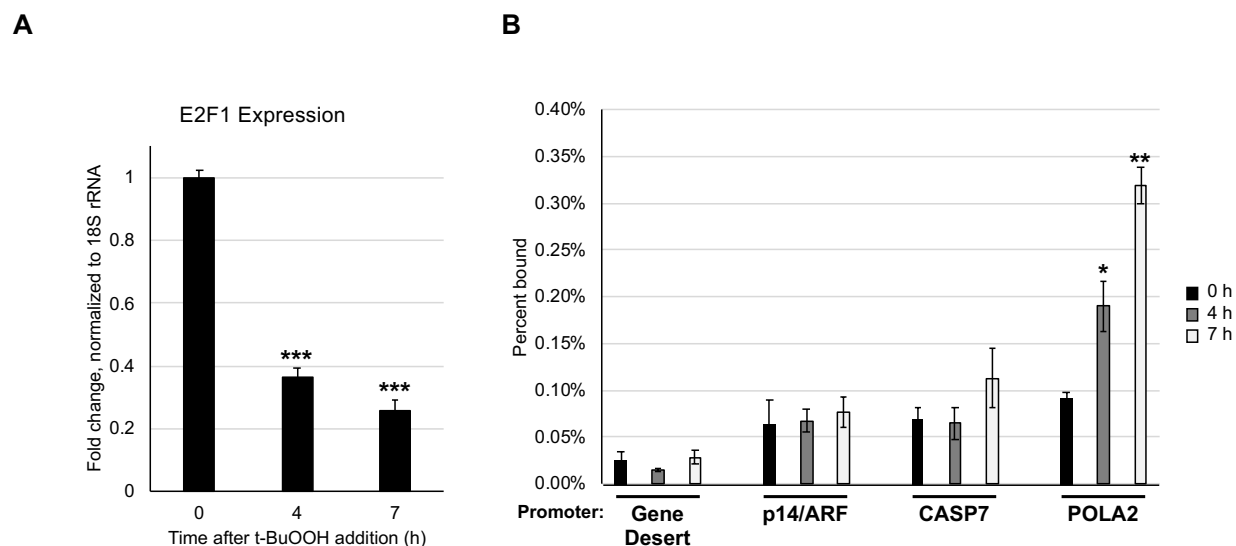 A
E2F1 Expression
Fold change, normalized to 18S rRNA
1
0.8
0.6
0.4
0.2
0
***
***
0 4 7
Time after t-BuOOH addition (h)
B
Percent bound
0.40%
0.35%
0.30%
0.25%
0.20%
0.15%
0.10%
0.05%
0.00%
*
**
0 h
4 h
7 h
Promoter: Gene Desert p14/ARF CASP7 POLA2